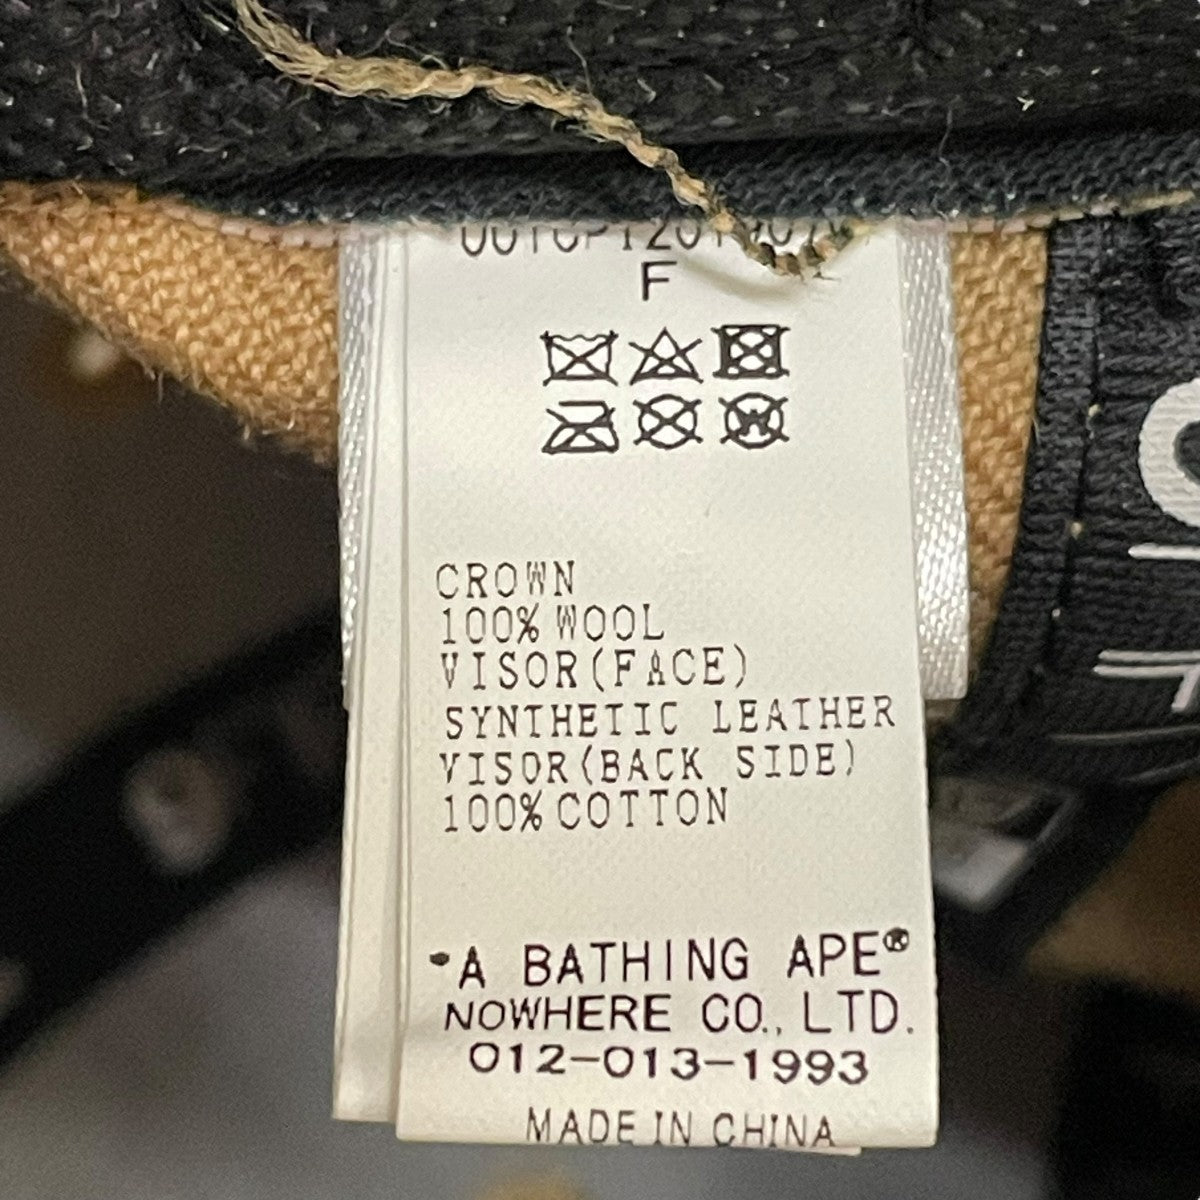 F
CROWN
100% WOOL
VISOR(FACE)
SYNTHETIC LEATHER
VISOR(BACK SIDE)
100% COTTON
"A BATHING APE®
NOWHERE CO., LTD.
012-013-1993
MADE IN CHINA